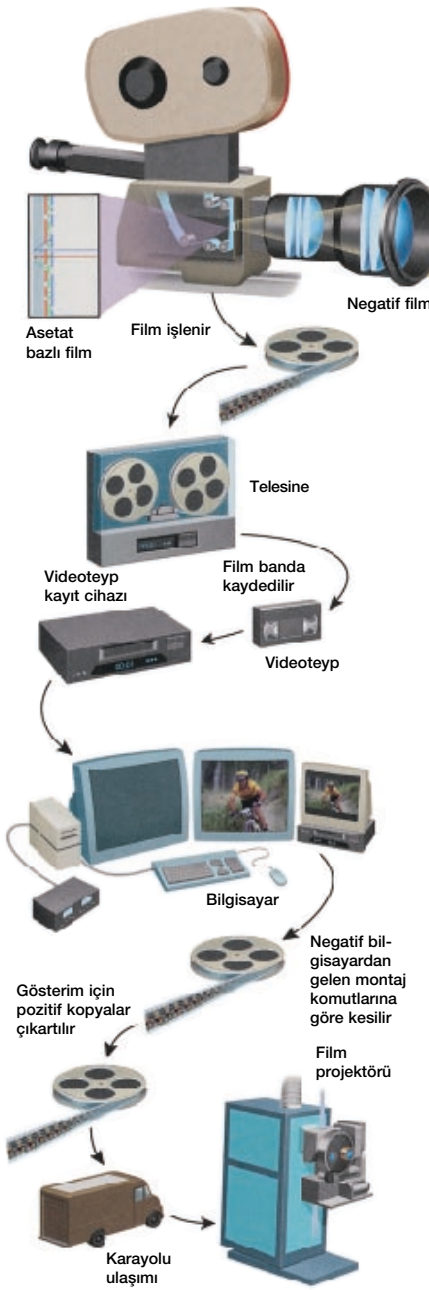 Negatif film
Asetat
bazlı film
Film işlenir
Telesine
Videoteyp
kayıt cihazı
Film banda
kaydedilir
Videoteyp
Bilgisayar
Negatif bil-
gisayardan
gelen montaj
komutlarına
göre kesilir
Gösterim için
pozitif kopyalar
çıkartılır
Film
projektörü
Karayolu
ulaşımı